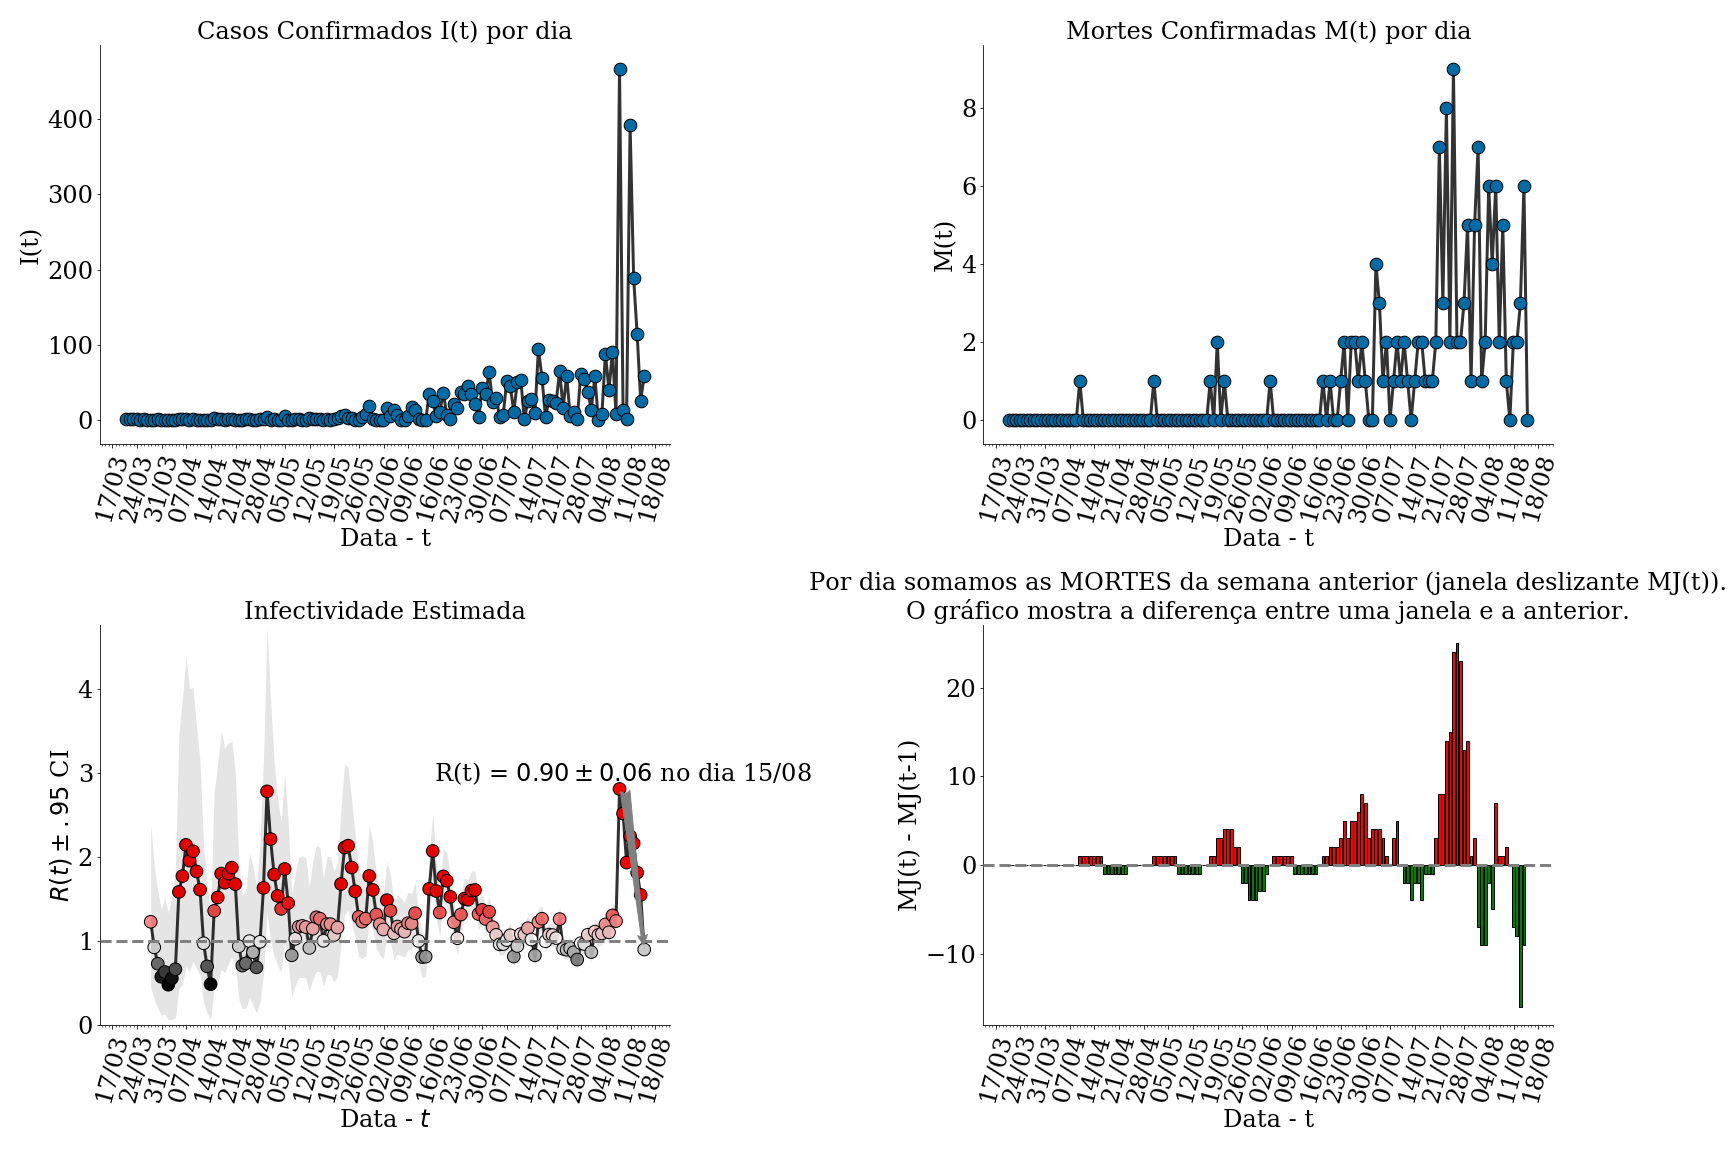 Casos Confirmados I(t) por dia
I(t)
400
300
200
100
0
17/03 24/03 31/03 07/04 14/04 21/04 28/04 05/05 12/05 19/05 26/05 02/06 09/06 16/06 23/06 30/06 07/07 14/07 21/07 28/07 04/08 11/08 18/08
Data - t
Mortes Confirmadas M(t) por dia
M(t)
8
6
4
2
0
17/03 24/03 31/03 07/04 14/04 21/04 28/04 05/05 12/05 19/05 26/05 02/06 09/06 16/06 23/06 30/06 07/07 14/07 21/07 28/07 04/08 11/08 18/08
Data - t
Infectividade Estimada
R(t) ± .95 CI
4
3
2
1
0
R(t) = 0.90 ± 0.06 no dia 15/08
17/03 24/03 31/03 07/04 14/04 21/04 28/04 05/05 12/05 19/05 26/05 02/06 09/06 16/06 23/06 30/06 07/07 14/07 21/07 28/07 04/08 11/08 18/08
Data - t
Por dia somamos as MORTES da semana anterior (janela deslizante MJ(t)).
O gráfico mostra a diferença entre uma janela e a anterior.
MJ(t) - MJ(t-1)
20
10
0
−10
17/03 24/03 31/03 07/04 14/04 21/04 28/04 05/05 12/05 19/05 26/05 02/06 09/06 16/06 23/06 30/06 07/07 14/07 21/07 28/07 04/08 11/08 18/08
Data - t